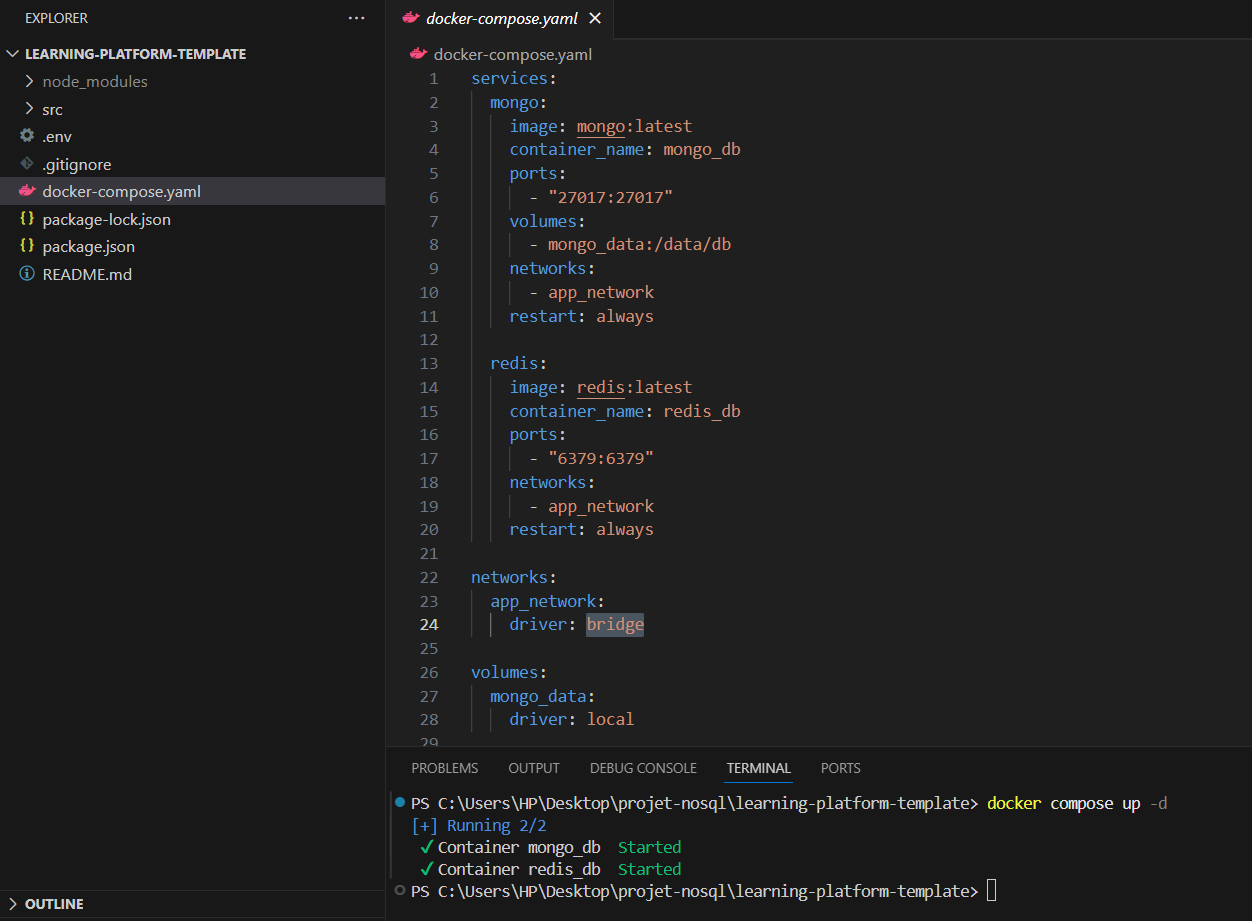 EXPLORER
...
LEARNING-PLATFORM-TEMPLATE
node_modules
src
.env
.gitignore
docker-compose.yaml
package-lock.json
package.json
README.md
OUTLINE
docker-compose.yaml
docker-compose.yaml
1 services:
2   mongo:
3     image: mongo:latest
4     container_name: mongo_db
5     ports:
6       - "27017:27017"
7     volumes:
8       - mongo_data:/data/db
9     networks:
10       - app_network
11     restart: always
12
13   redis:
14     image: redis:latest
15     container_name: redis_db
16     ports:
17       - "6379:6379"
18     networks:
19       - app_network
20     restart: always
21
22 networks:
23   app_network:
24     driver: bridge
25
26 volumes:
27   mongo_data:
28     driver: local
29
PROBLEMS OUTPUT DEBUG CONSOLE TERMINAL PORTS
PS C:\Users\HP\Desktop\projet-nosql\learning-platform-template> docker compose up -d
[+] Running 2/2
✓Container mongo_db  Started
✓Container redis_db  Started
PS C:\Users\HP\Desktop\projet-nosql\learning-platform-template>